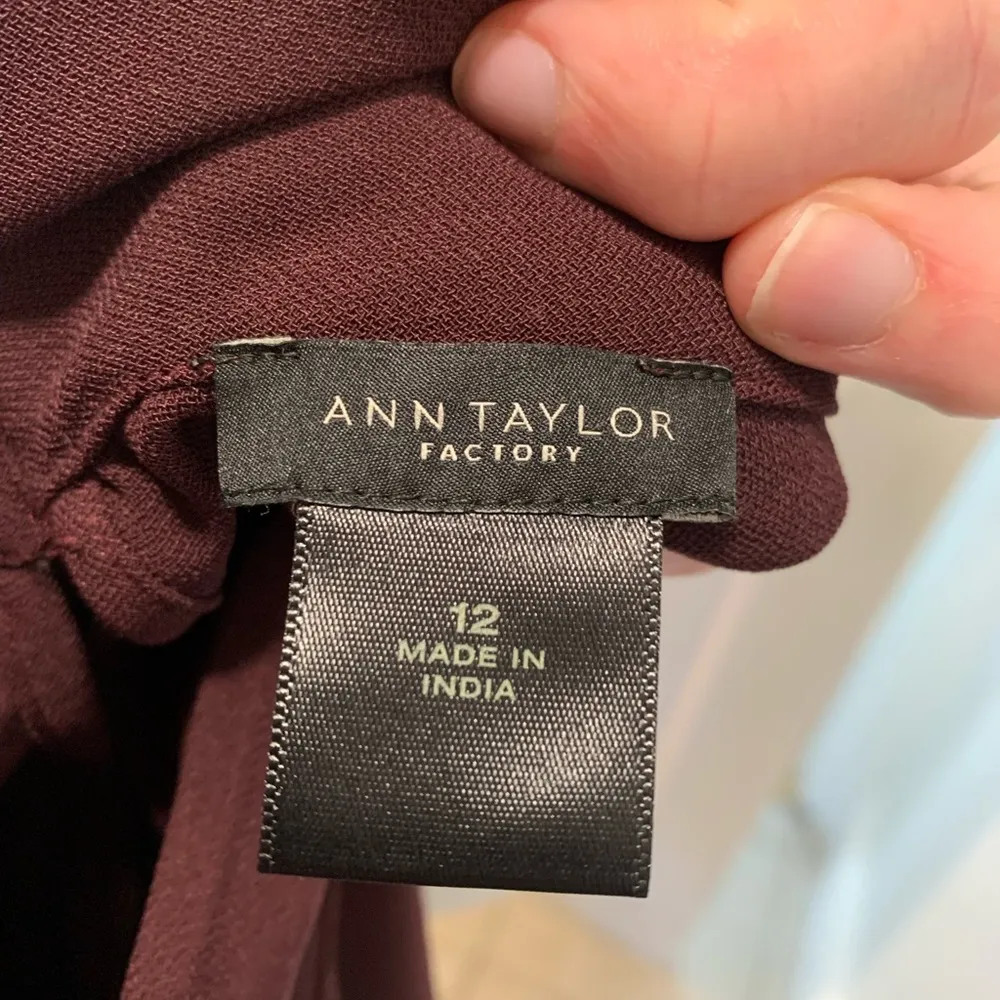 ANN TAYLOR
FACTORY
12
MADE IN
INDIA